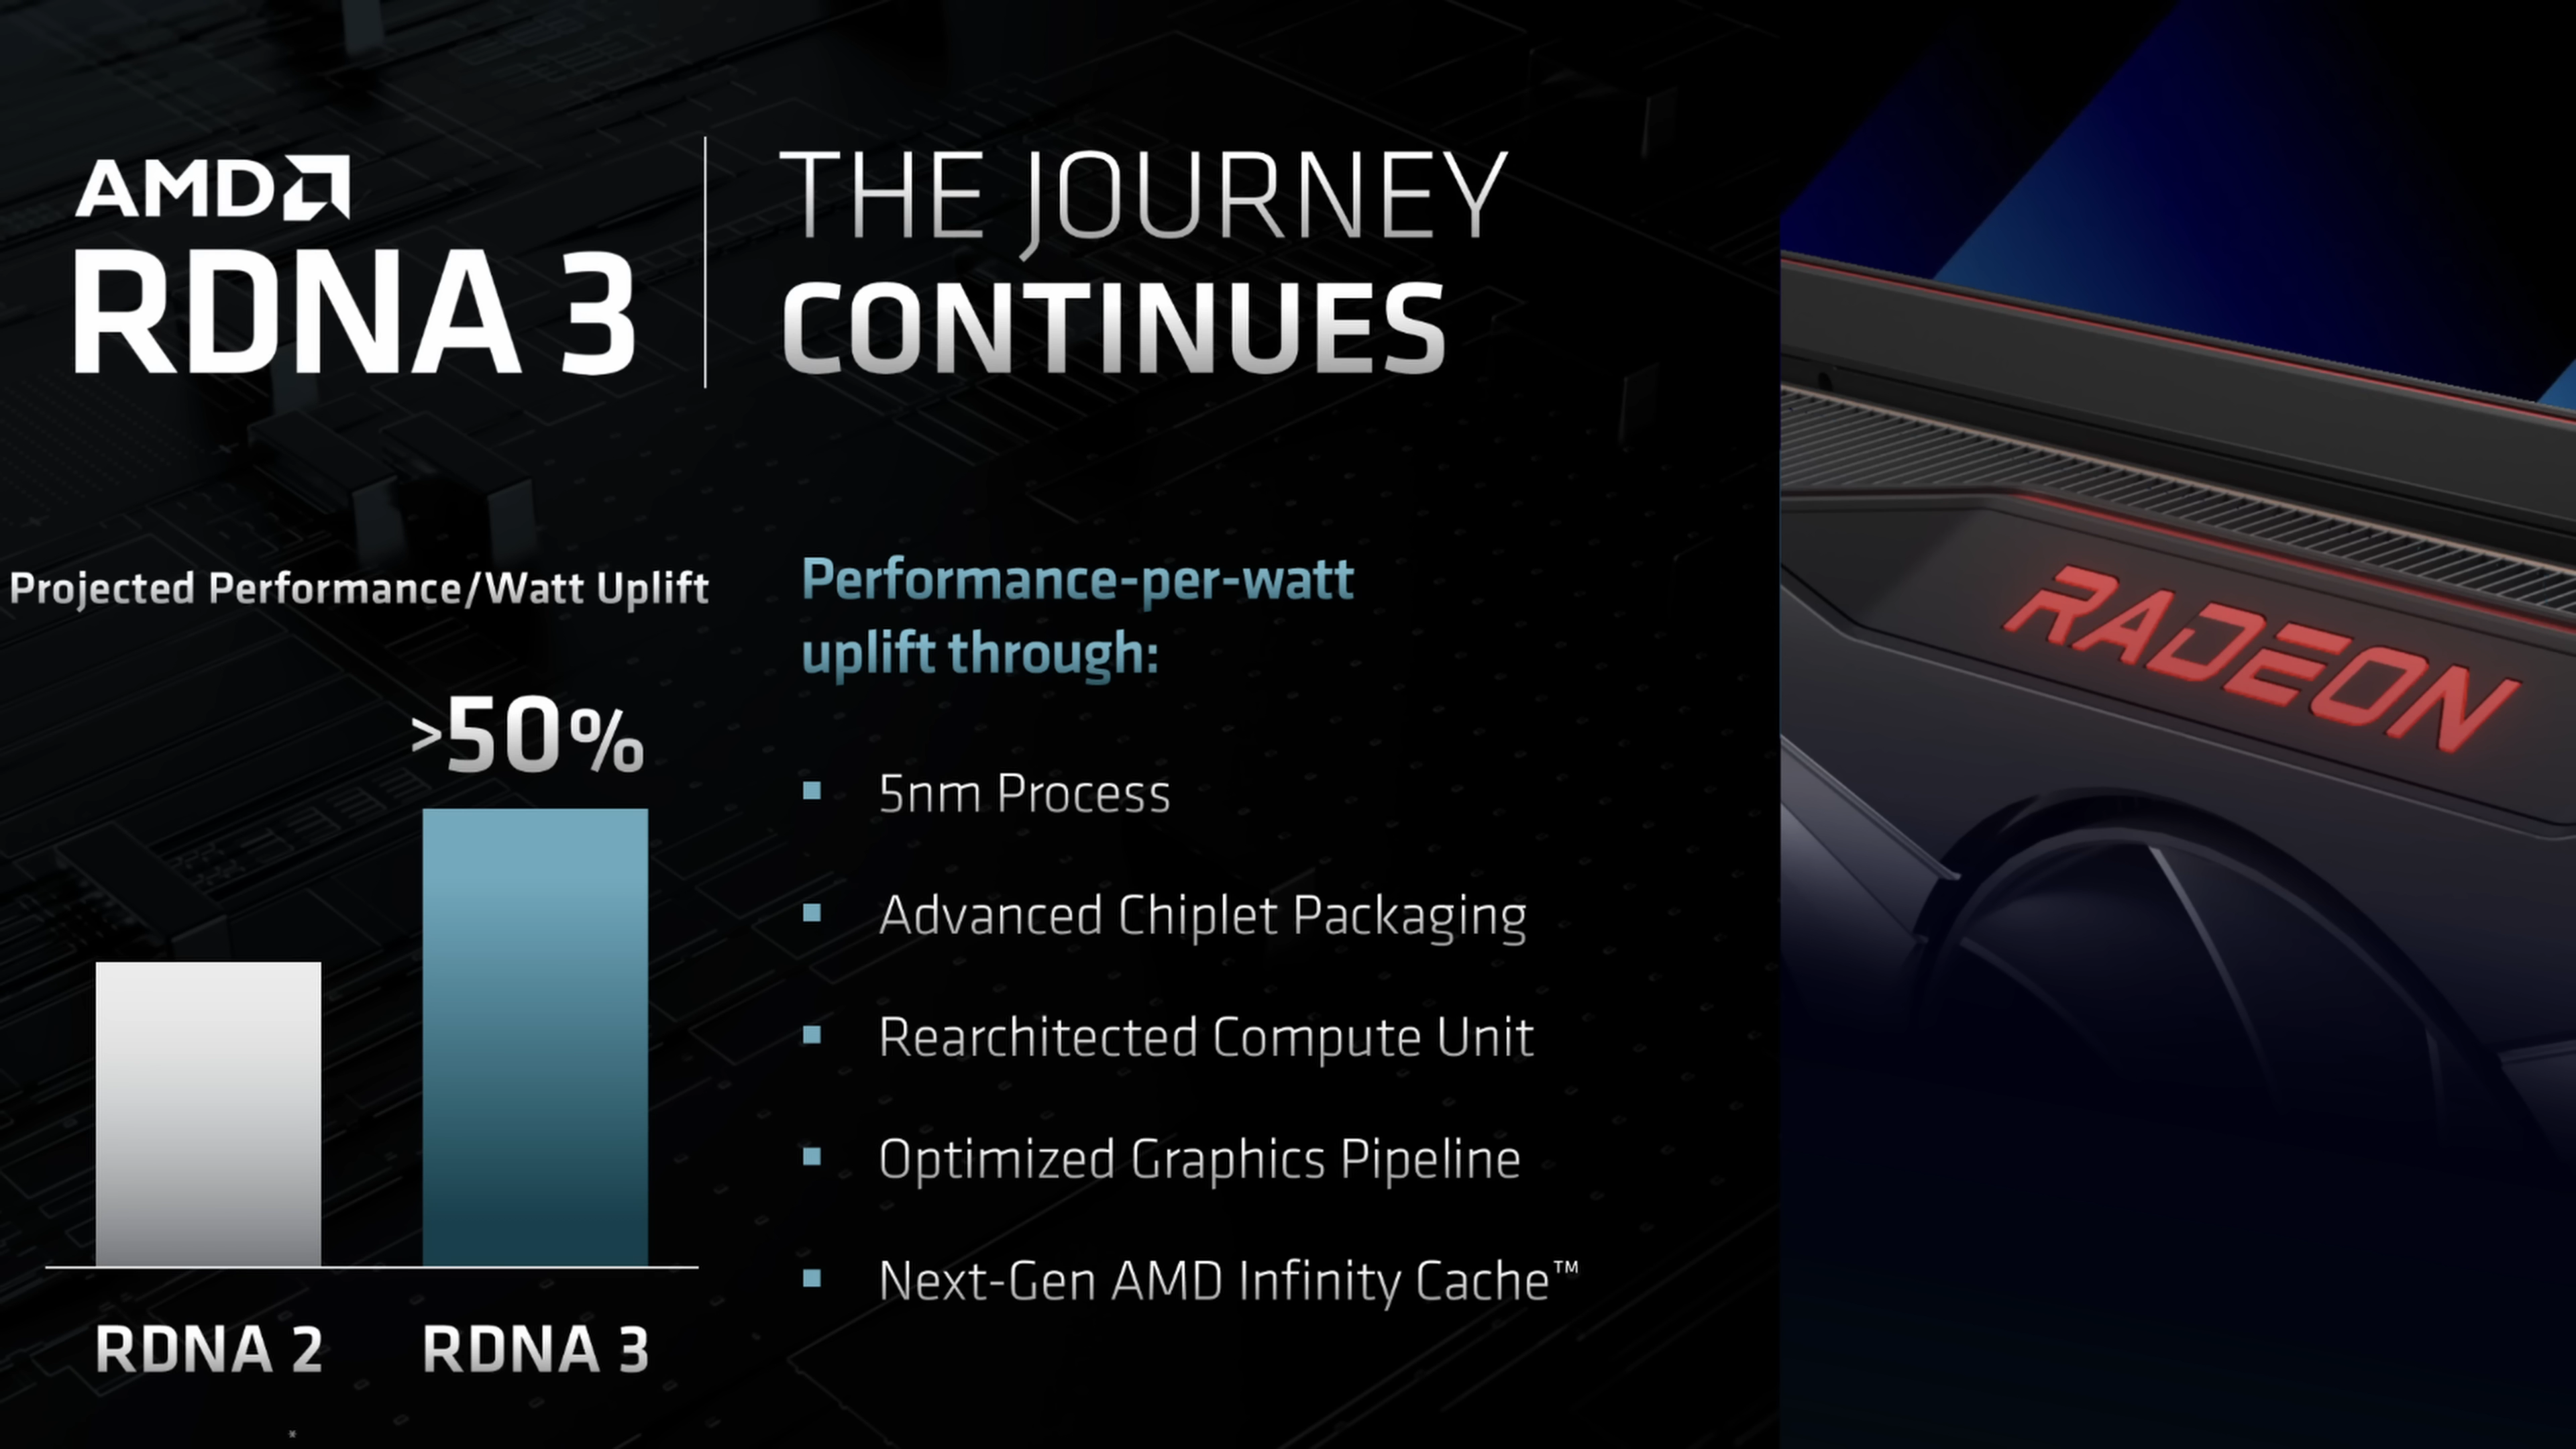 AMD
RDNA 3
THE JOURNEY
CONTINUES
Projected Performance/Watt Uplift
>50%
RDNA 2 RDNA 3
*
Performance-per-watt
uplift through:
▪ 5nm Process
▪ Advanced Chiplet Packaging
▪ Rearchitected Compute Unit
▪ Optimized Graphics Pipeline
▪ Next-Gen AMD Infinity Cache™
RADEON